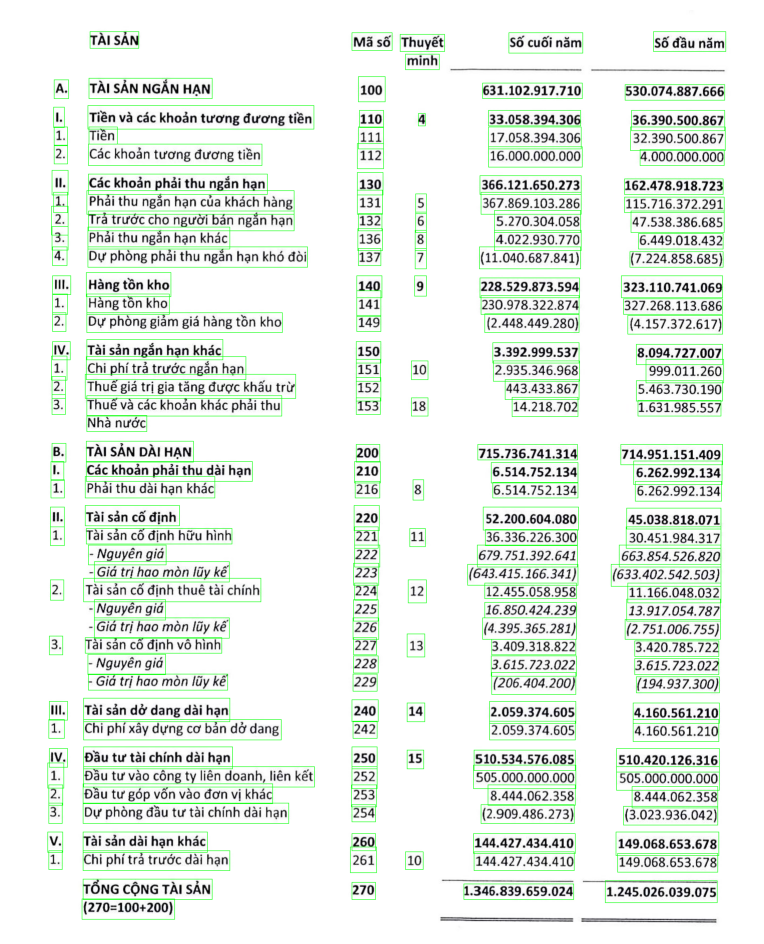 TÀI SẢN Mã số Thuyết Số cuối năm Số đầu năm
minh
A. TÀI SẢN NGẮN HẠN 100 631.102.917.710 530.074.887.666
I. Tiền và các khoản tương đương tiền 110 4 33.058.394.306 36.390.500.867
1. Tiền 111 17.058.394.306 32.390.500.867
2. Các khoản tương đương tiền 112 16.000.000.000 4.000.000.000
II. Các khoản phải thu ngắn hạn 130 366.121.650.273 162.478.918.723
1. Phải thu ngắn hạn của khách hàng 131 5 367.869.103.286 115.716.372.291
2. Trả trước cho người bán ngắn hạn 132 6 5.270.304.058 47.538.386.685
3. Phải thu ngắn hạn khác 136 8 4.022.930.770 6.449.018.432
4. Dự phòng phải thu ngắn hạn khó đòi 137 7 (11.040.687.841) (7.224.858.685)
III. Hàng tồn kho 140 9 228.529.873.594 323.110.741.069
1. Hàng tồn kho 141 230.978.322.874 327.268.113.686
2. Dự phòng giảm giá hàng tồn kho 149 (2.448.449.280) (4.157.372.617)
IV. Tài sản ngắn hạn khác 150 3.392.999.537 8.094.727.007
1. Chi phí trả trước ngắn hạn 151 10 2.935.346.968 999.011.260
2. Thuế giá trị gia tăng được khấu trừ 152 443.433.867 5.463.730.190
3. Thuế và các khoản khác phải thu 153 18 14.218.702 1.631.985.557
Nhà nước
B. TÀI SẢN DÀI HẠN 200 715.736.741.314 714.951.151.409
I. Các khoản phải thu dài hạn 210 6.514.752.134 6.262.992.134
1. Phải thu dài hạn khác 216 8 6.514.752.134 6.262.992.134
II. Tài sản cố định 220 52.200.604.080 45.038.818.071
1. Tài sản cố định hữu hình 221 11 36.336.226.300 30.451.984.317
- Nguyên giá 222 679.751.392.641 663.854.526.820
- Giá trị hao mòn lũy kế 223 (643.415.166.341) (633.402.542.503)
2. Tài sản cố định thuê tài chính 224 12 12.455.058.958 11.166.048.032
- Nguyên giá 225 16.850.424.239 13.917.054.787
- Giá trị hao mòn lũy kế 226 (4.395.365.281) (2.751.006.755)
3. Tài sản cố định vô hình 227 13 3.409.318.822 3.420.785.722
- Nguyên giá 228 3.615.723.022 3.615.723.022
- Giá trị hao mòn lũy kế 229 (206.404.200) (194.937.300)
III. Tài sản dở dang dài hạn 240 14 2.059.374.605 4.160.561.210
1. Chi phí xây dựng cơ bản dở dang 242 2.059.374.605 4.160.561.210
IV. Đầu tư tài chính dài hạn 250 15 510.534.576.085 510.420.126.316
1. Đầu tư vào công ty liên doanh, liên kết 252 505.000.000.000 505.000.000.000
2. Đầu tư góp vốn vào đơn vị khác 253 8.444.062.358 8.444.062.358
3. Dự phòng đầu tư tài chính dài hạn 254 (2.909.486.273) (3.023.936.042)
V. Tài sản dài hạn khác 260 144.427.434.410 149.068.653.678
1. Chi phí trả trước dài hạn 261 10 144.427.434.410 149.068.653.678
TỔNG CỘNG TÀI SẢN 270 1.346.839.659.024 1.245.026.039.075
(270=100+200)